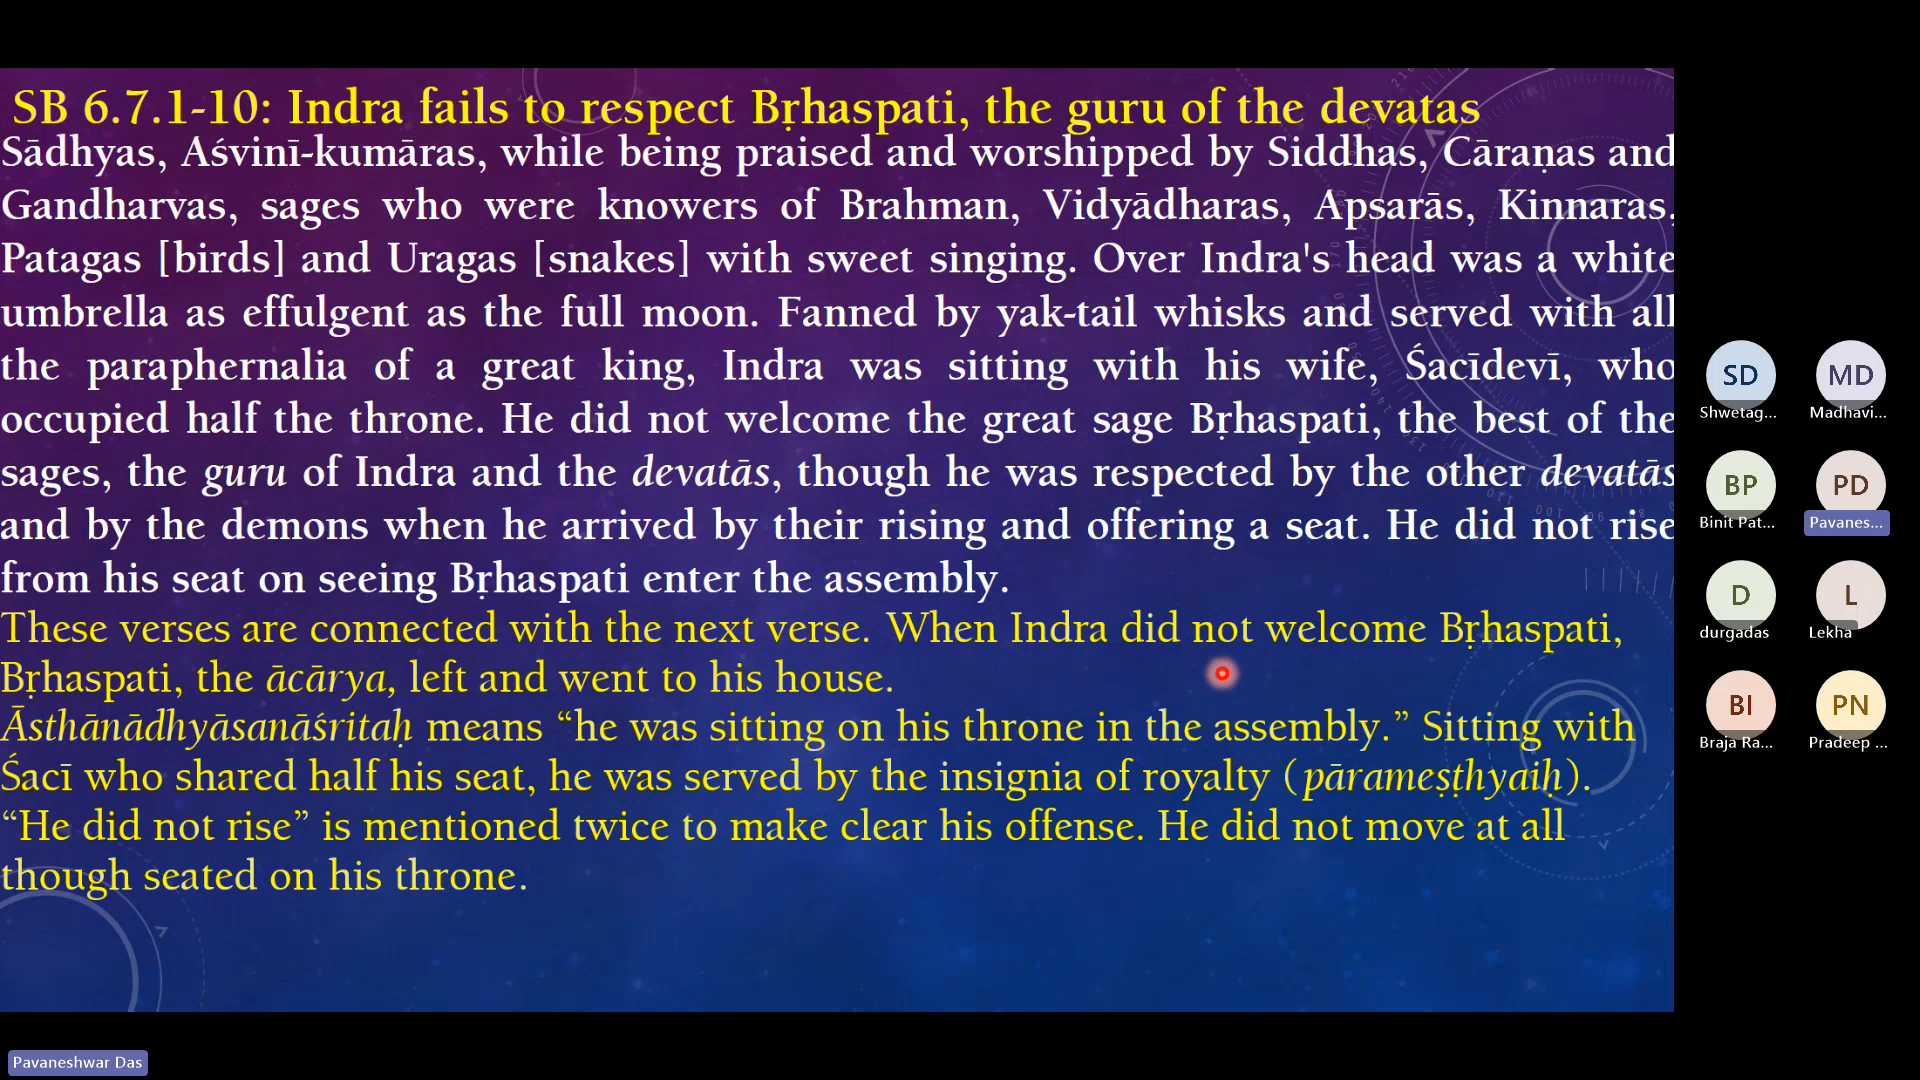 SB 6.7.1-10: Indra fails to respect Bṛhaspati, the guru of the devatas
Sādhyas, Aśvinī-kumāras, while being praised and worshipped by Siddhas, Cāraṇas and
Gandharvas, sages who were knowers of Brahman, Vidyādharas, Apsarās, Kinnaras,
Patagas [birds] and Uragas [snakes] with sweet singing. Over Indra's head was a white
umbrella as effulgent as the full moon. Fanned by yak-tail whisks and served with all
the paraphernalia of a great king, Indra was sitting with his wife, Śacīdevī, who
occupied half the throne. He did not welcome the great sage Bṛhaspati, the best of the
sages, the guru of Indra and the devatās, though he was respected by the other devatās
and by the demons when he arrived by their rising and offering a seat. He did not rise
from his seat on seeing Bṛhaspati enter the assembly.
These verses are connected with the next verse. When Indra did not welcome Bṛhaspati,
Bṛhaspati, the ācārya, left and went to his house.
Āsthānādhyāsanāśritaḥ means “he was sitting on his throne in the assembly.” Sitting with
Śacī who shared half his seat, he was served by the insignia of royalty (pārameṣṭhyaiḥ).
“He did not rise” is mentioned twice to make clear his offense. He did not move at all
though seated on his throne.
SD
MD
Shwetag...
Madhavi...
BP
PD
Binit Pat...
Pavanes...
D
L
durgadas
Lekha
BI
PN
Braja Ra...
Pradeep ...
Pavaneshwar Das